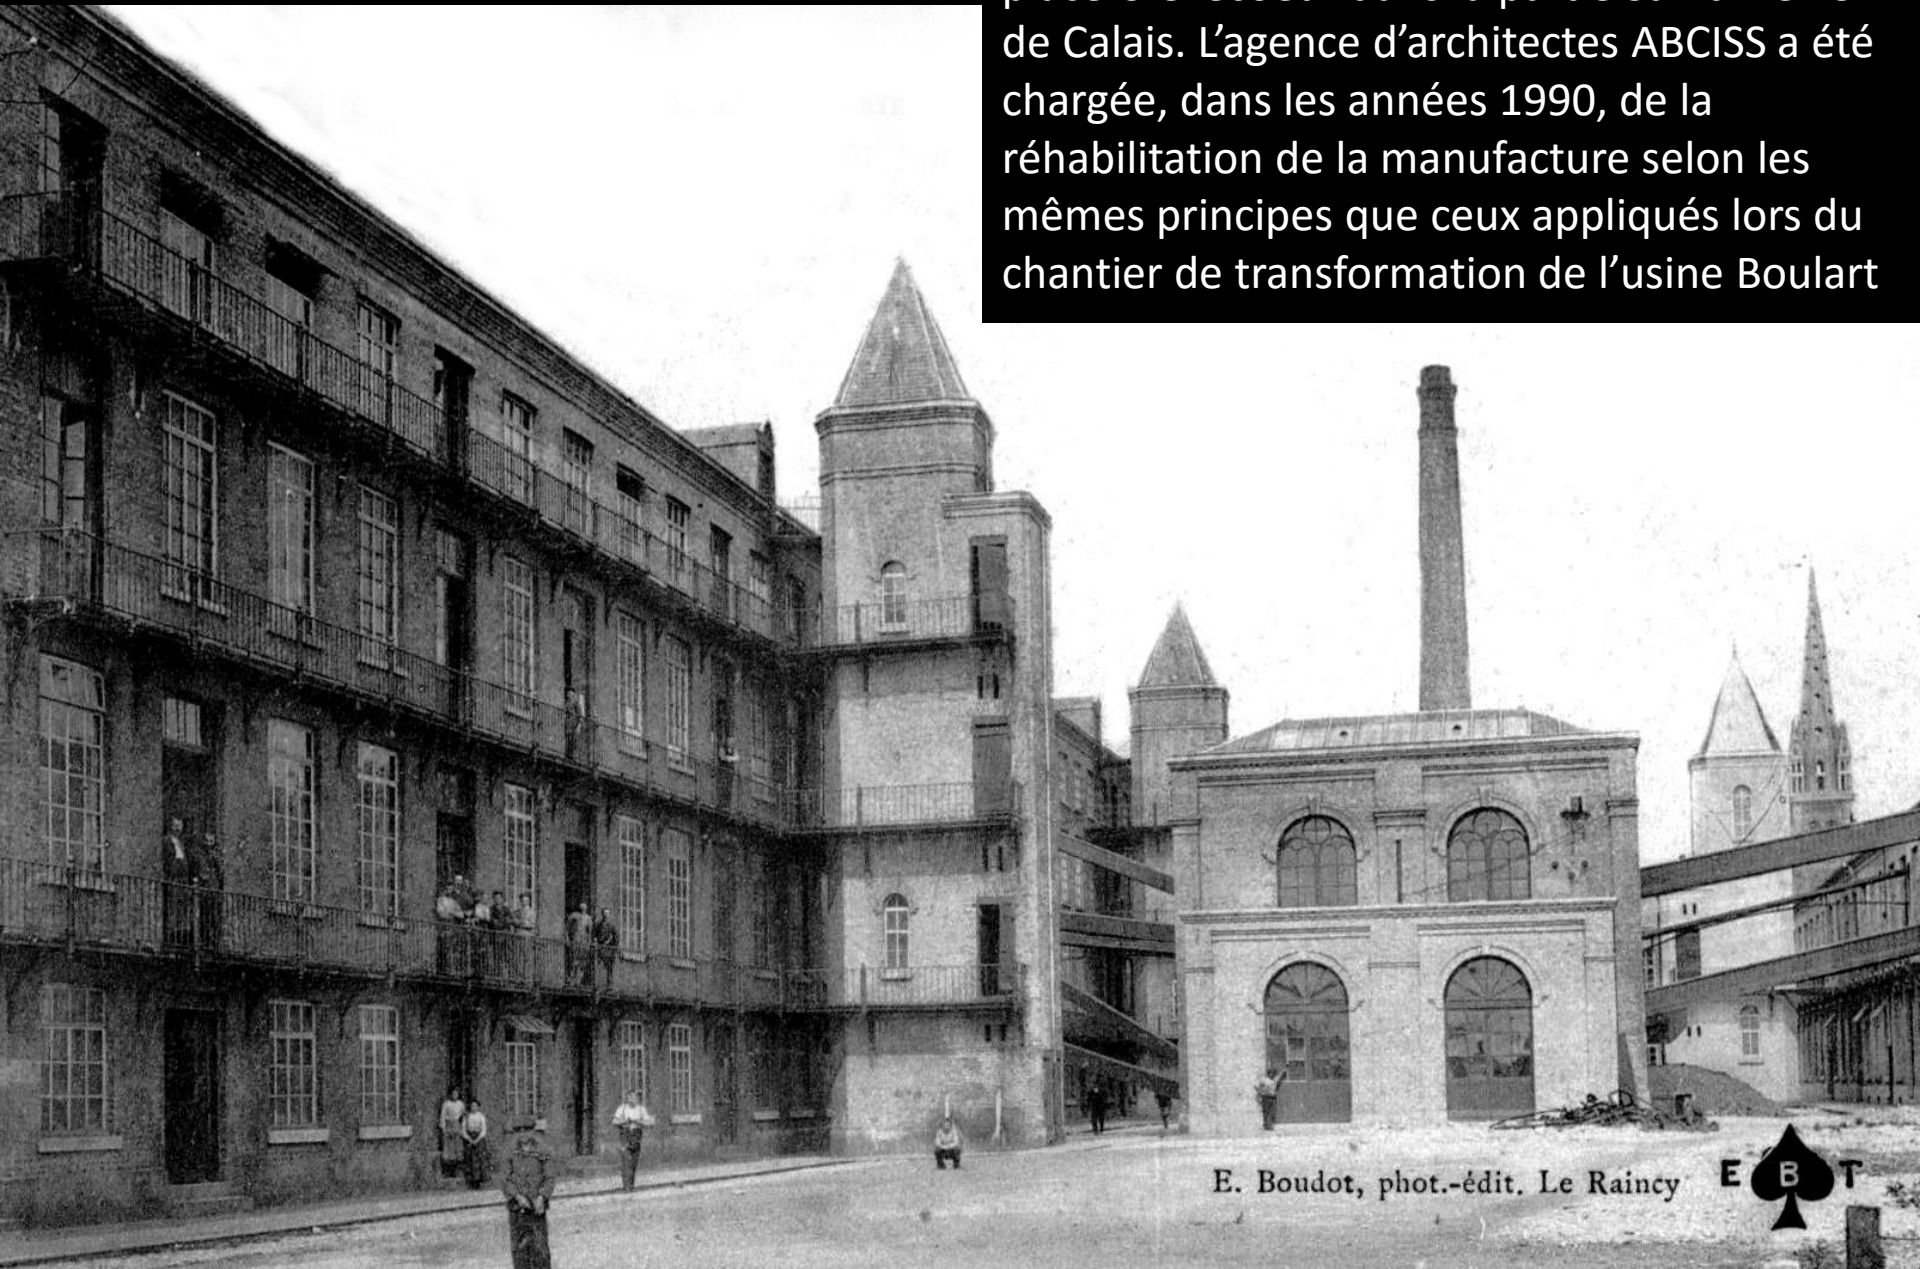 de Calais. L’agence d’architectes ABCISS a été
chargée, dans les années 1990, de la
réhabilitation de la manufacture selon les
mêmes principes que ceux appliqués lors du
chantier de transformation de l’usine Boulart
E. Boudot, phot.-édit. Le Raincy
E B T